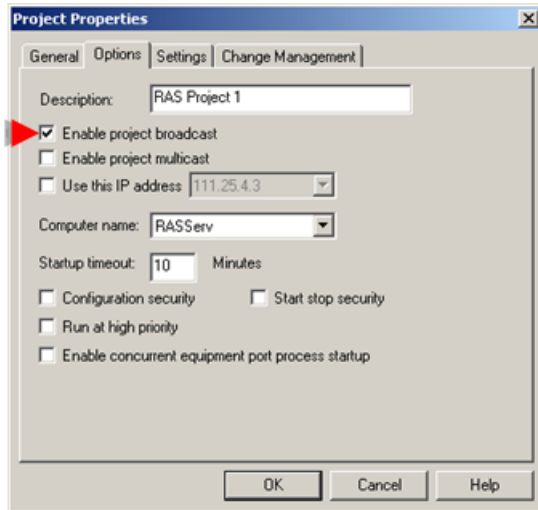 Project Properties
General Options Settings Change Management
Description: RAS Project 1
Enable project broadcast
Enable project multicast
Use this IP address 111.25.4.3
Computer name: RASServ
Startup timeout: 10 Minutes
Configuration security Start stop security
Run at high priority
Enable concurrent equipment port process startup
OK Cancel Help